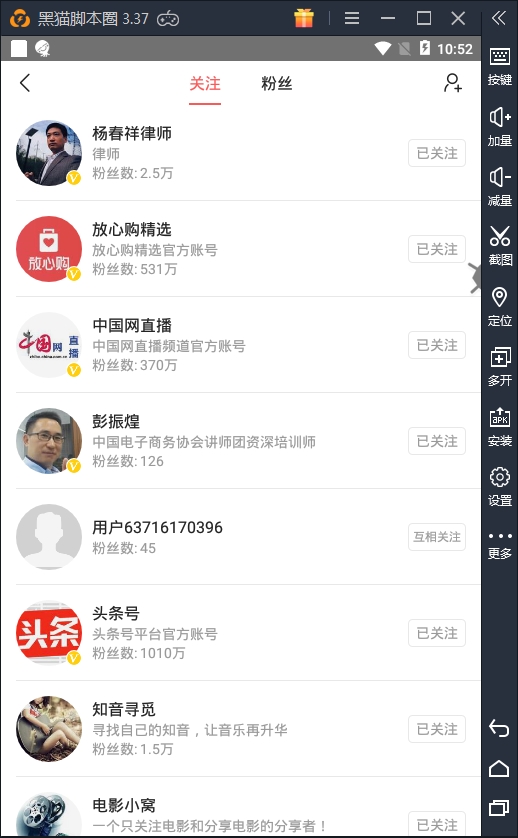 黑猫脚本圈 3.37
10:52
关注 粉丝
杨春祥律师
律师
粉丝数: 2.5万
已关注
放心购
放心购精选
放心购精选官方账号
粉丝数: 531万
已关注
中国网 直播
中国网直播
中国网直播频道官方账号
粉丝数: 370万
已关注
彭振煌
中国电子商务协会讲师团资深培训师
粉丝数: 126
已关注
用户63716170396
粉丝数: 45
互相关注
头条
头条号
头条号平台官方账号
粉丝数: 1010万
已关注
知音寻觅
寻找自己的知音，让音乐再升华
粉丝数: 1.5万
已关注
电影小窝
一个只关注电影和分享电影的分享者！
已关注
按键
加量
减量
截图
定位
多开
APK
安装
设置
更多